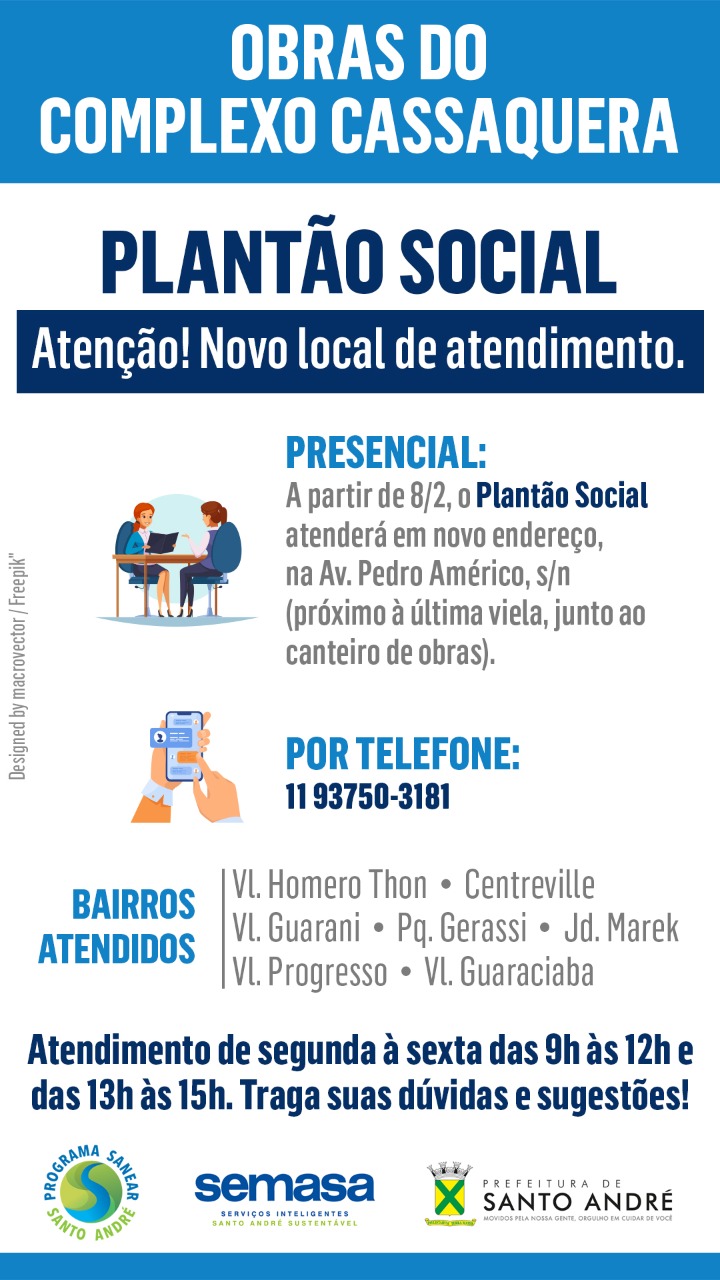 OBRAS DO
COMPLEXO CASSAQUERA
PLANTÃO SOCIAL
Atenção! Novo local de atendimento.
PRESENCIAL:
A partir de 8/2, o Plantão Social
atenderá em novo endereço,
na Av. Pedro Américo, s/n
(próximo à última viela, junto ao
canteiro de obras).
Designed by macrovector / Freepik"
POR TELEFONE:
11 93750-3181
BAIRROS
ATENDIDOS
Vl. Homero Thon • Centreville
Vl. Guarani • Pq. Gerassi • Jd. Marek
Vl. Progresso • Vl. Guaraciaba
Atendimento de segunda à sexta das 9h às 12h e
das 13h às 15h. Traga suas dúvidas e sugestões!
PROGRAMA SANEAR
SANTO ANDRÉ
semasa
SERVIÇOS INTELIGENTES
SANTO ANDRÉ SUSTENTÁVEL
PREFEITURA DE
SANTO ANDRÉ
MOVIDOS PELA NOSSA GENTE, ORGULHO EM CUIDAR DE VOCÊ